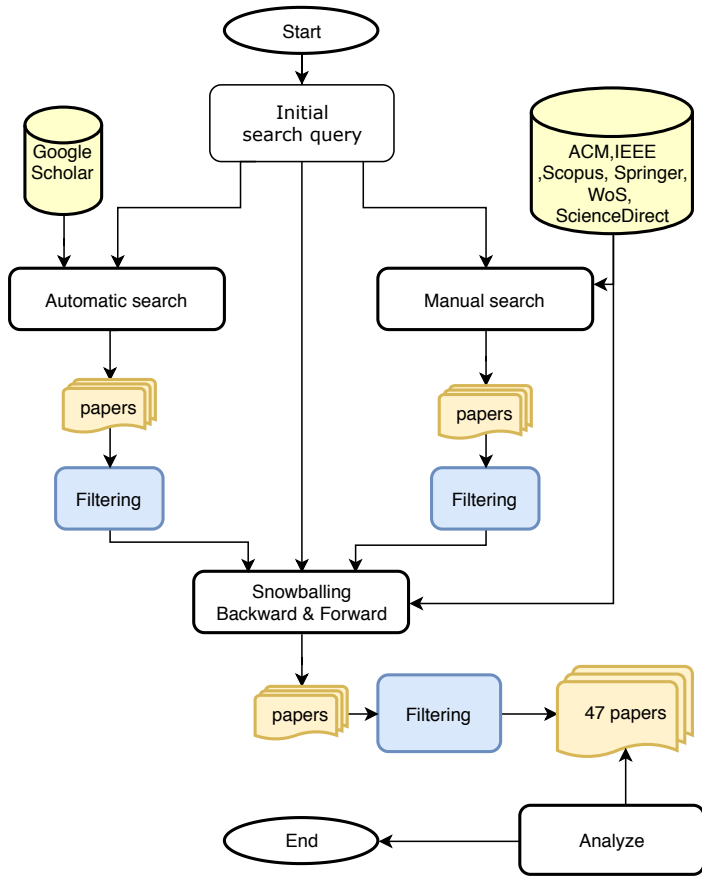 Start
Initial
search query
Google
Scholar
ACM,IEEE
,Scopus, Springer,
WoS,
ScienceDirect
Automatic search
Manual search
papers
papers
Filtering
Filtering
Snowballing
Backward & Forward
papers
Filtering
47 papers
End
Analyze